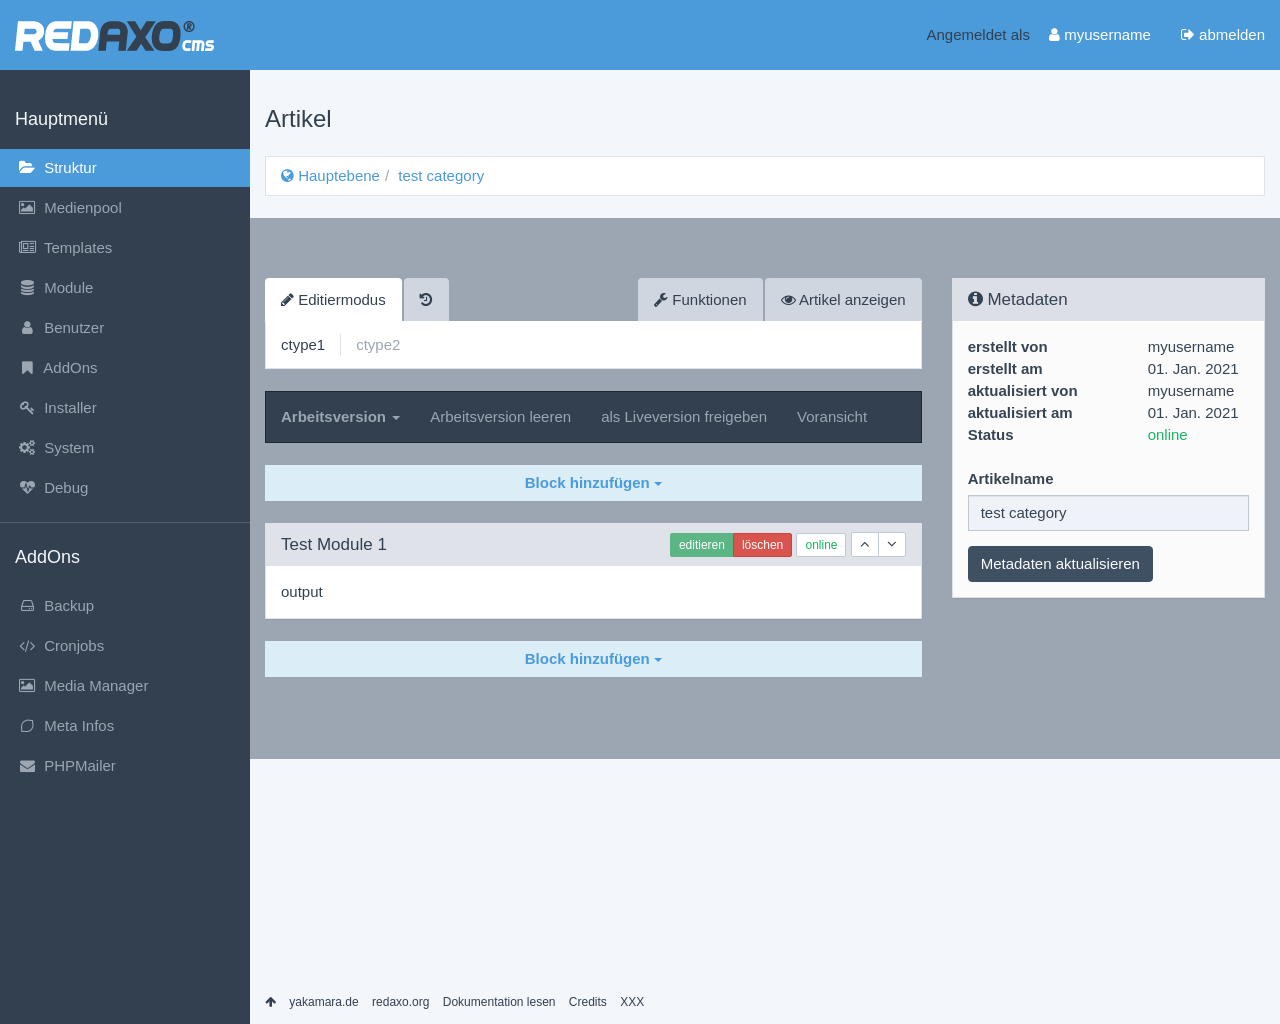 REDAXO® cms
Angemeldet als myusername abmelden
Hauptmenü
Struktur
Medienpool
Templates
Module
Benutzer
AddOns
Installer
System
Debug
AddOns
Backup
Cronjobs
Media Manager
Meta Infos
PHPMailer
Artikel
Hauptebene / test category
Editiermodus Funktionen Artikel anzeigen
ctype1 ctype2
Arbeitsversion Arbeitsversion leeren als Liveversion freigeben Voransicht
Block hinzufügen
Test Module 1 editieren löschen online
output
Block hinzufügen
Metadaten
erstellt von myusername
erstellt am 01. Jan. 2021
aktualisiert von myusername
aktualisiert am 01. Jan. 2021
Status online
Artikelname
test category
Metadaten aktualisieren
yakamara.de redaxo.org Dokumentation lesen Credits XXX